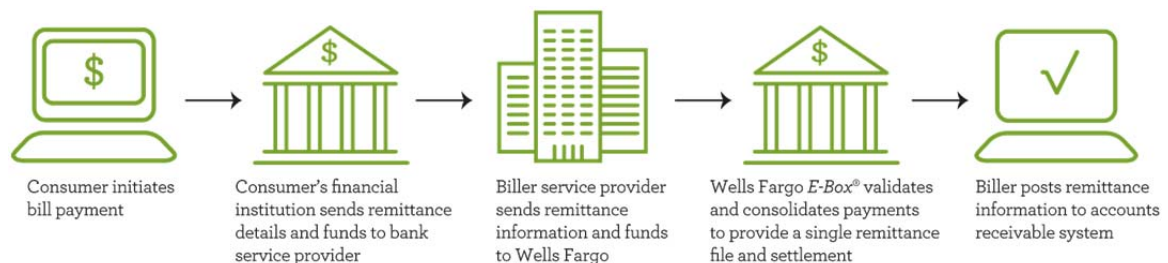 $
$
$
√
Consumer initiates
bill payment
Consumer's financial
institution sends remittance
details and funds to bank
service provider
Biller service provider
sends remittance
information and funds
to Wells Fargo
Wells Fargo E-Box® validates
and consolidates payments
to provide a single remittance
file and settlement
Biller posts remittance
information to accounts
receivable system